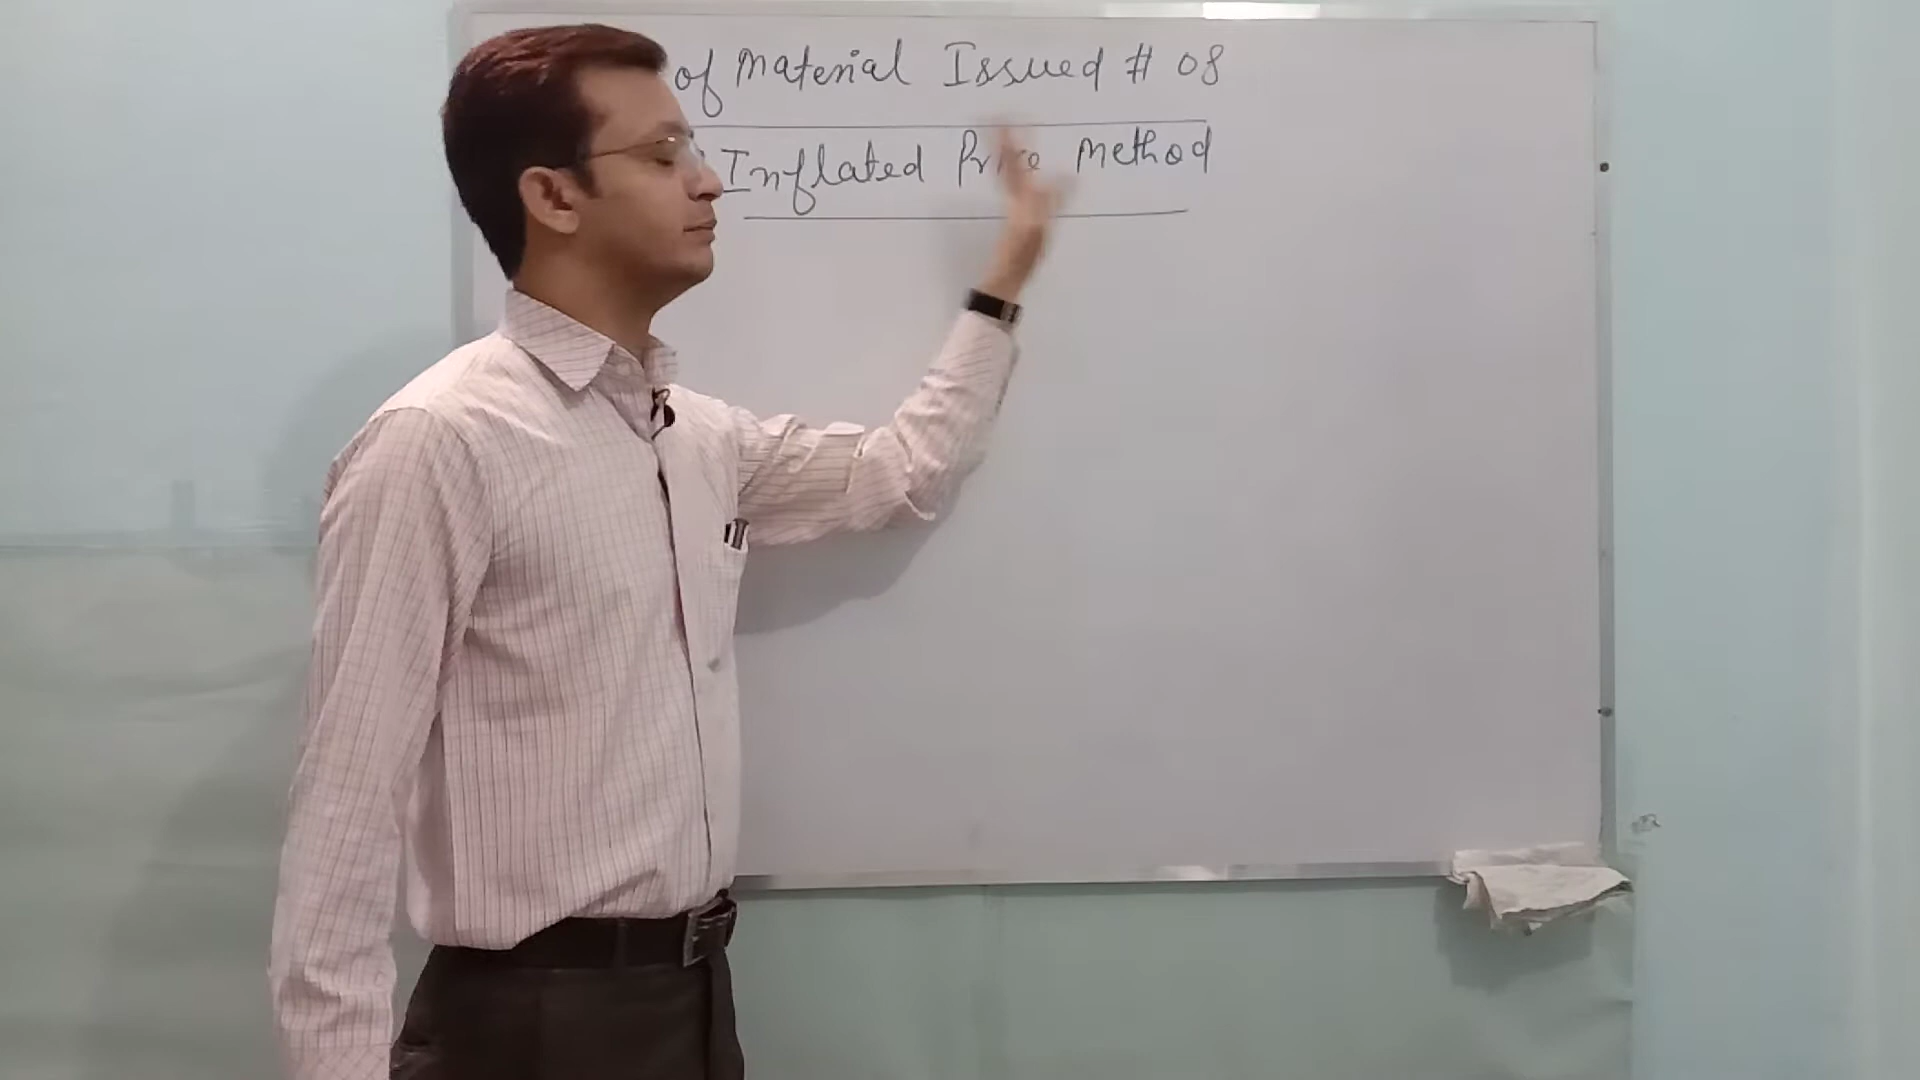 of Material Issued # 08
Inflated Price Method